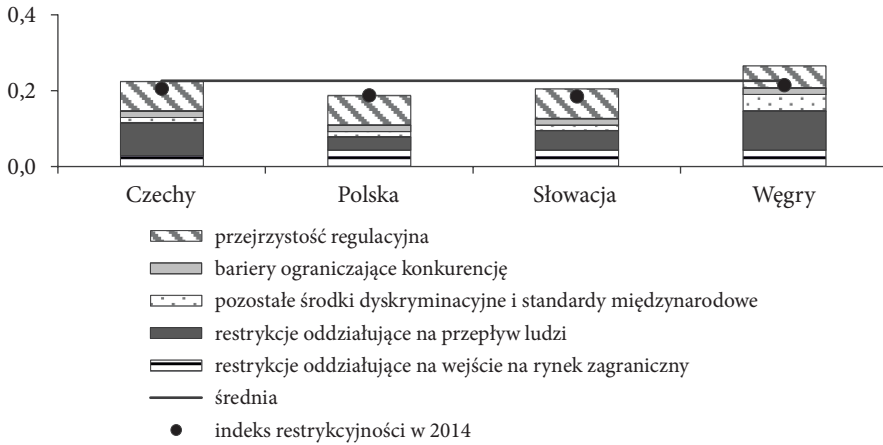 0,4
0,2
0,0
Czechy Polska Słowacja Węgry
przejrzystość regulacyjna
bariery ograniczające konkurencję
pozostałe środki dyskryminacyjne i standardy międzynarodowe
restrykcje oddziałujące na przepływ ludzi
restrykcje oddziałujące na wejście na rynek zagraniczny
średnia
indeks restrykcyjności w 2014